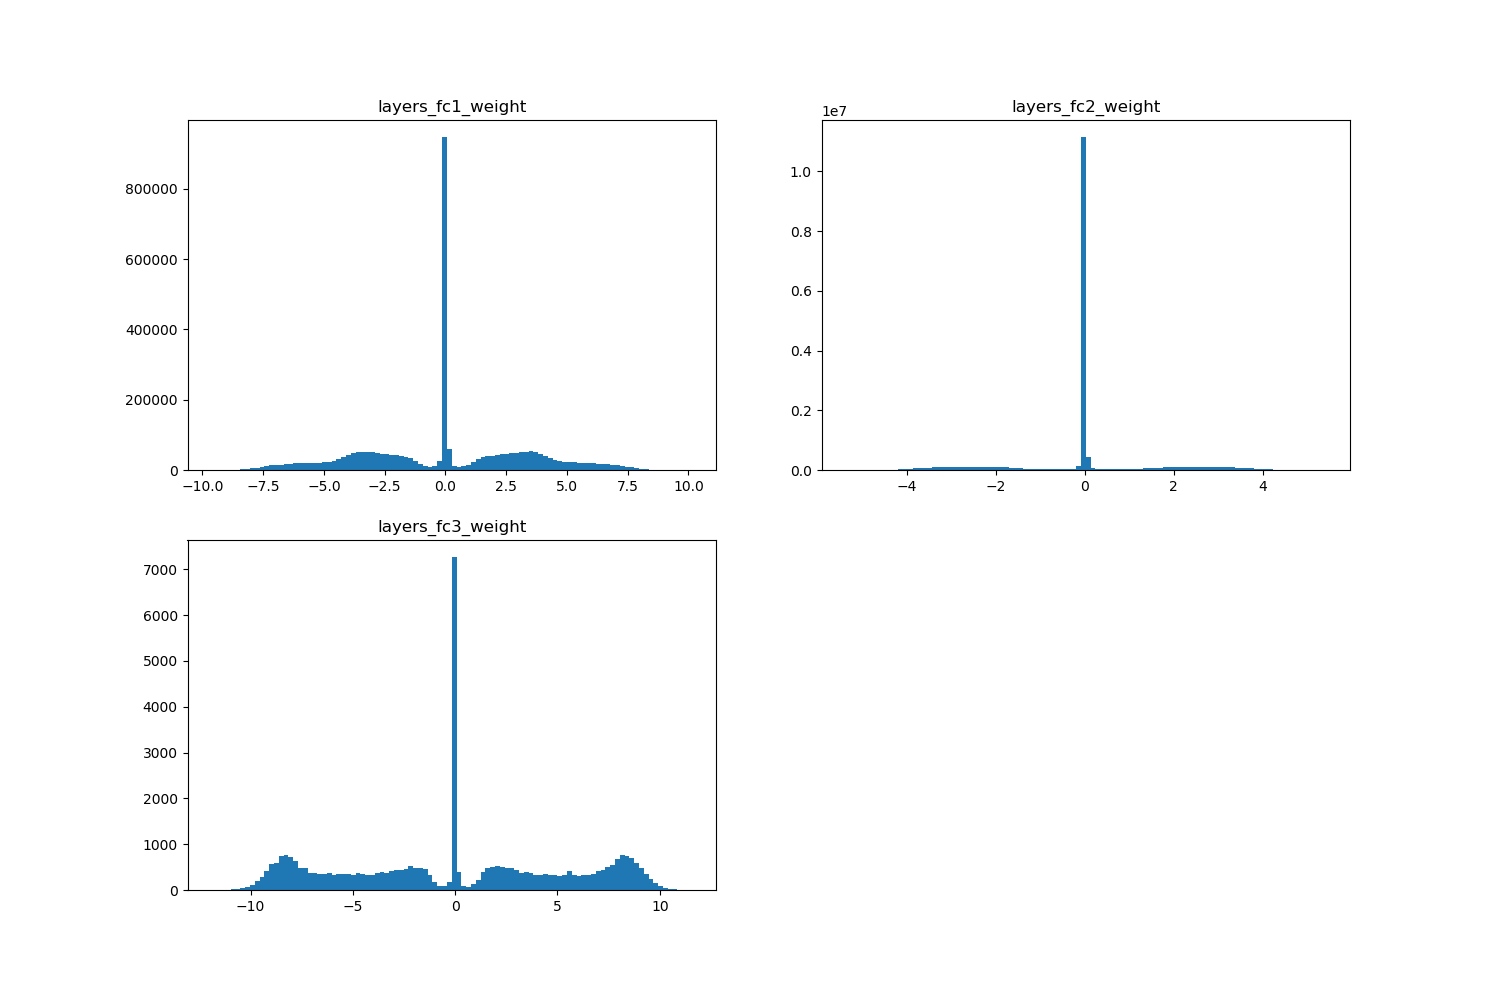 layers_fc1_weight
800000
600000
400000
200000
0
−10.0 −7.5 −5.0 −2.5 0.0 2.5 5.0 7.5 10.0
layers_fc2_weight
1e7
1.0
0.8
0.6
0.4
0.2
0.0
−4 −2 0 2 4
layers_fc3_weight
7000
6000
5000
4000
3000
2000
1000
0
−10 −5 0 5 10